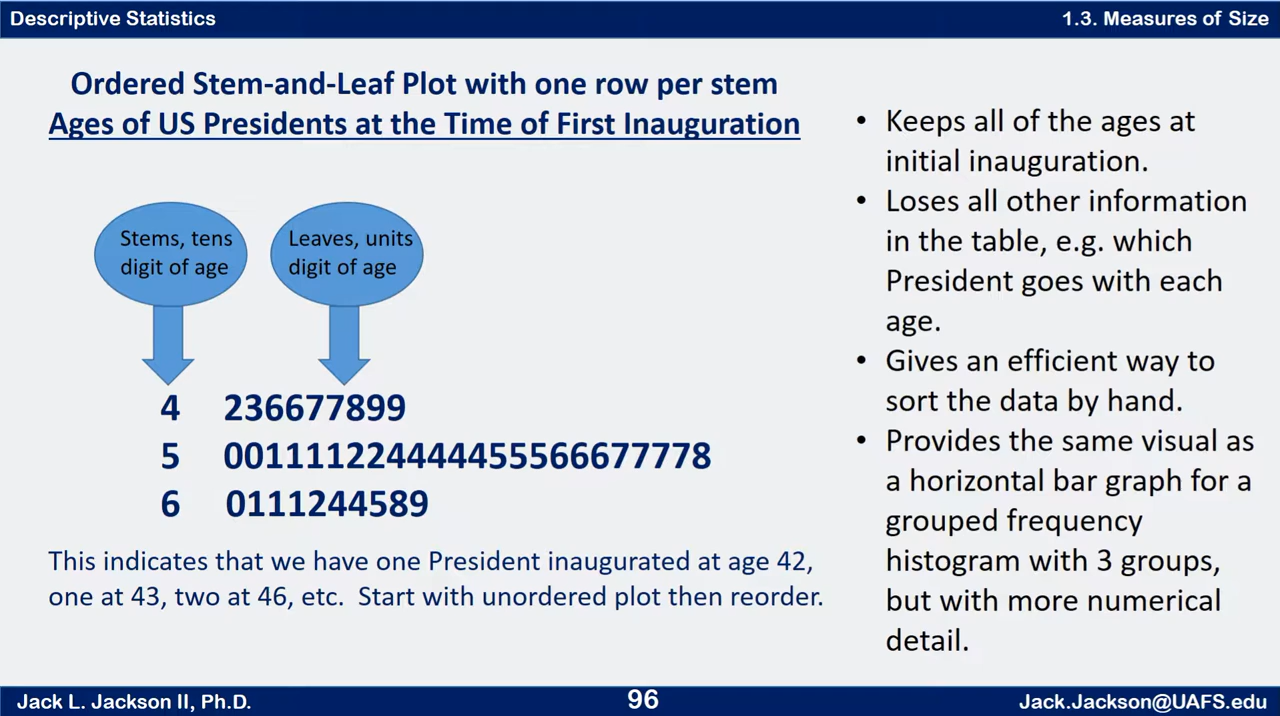 Descriptive Statistics
1.3. Measures of Size
Ordered Stem-and-Leaf Plot with one row per stem
Ages of US Presidents at the Time of First Inauguration
Stems, tens
digit of age
Leaves, units
digit of age
4 236677899
5 0011112244444555566677778
6 0111244589
This indicates that we have one President inaugurated at age 42,
one at 43, two at 46, etc. Start with unordered plot then reorder.
• Keeps all of the ages at
initial inauguration.
• Loses all other information
in the table, e.g. which
President goes with each
age.
• Gives an efficient way to
sort the data by hand.
• Provides the same visual as
a horizontal bar graph for a
grouped frequency
histogram with 3 groups,
but with more numerical
detail.
Jack L. Jackson II, Ph.D.
96
Jack.Jackson@UAFS.edu